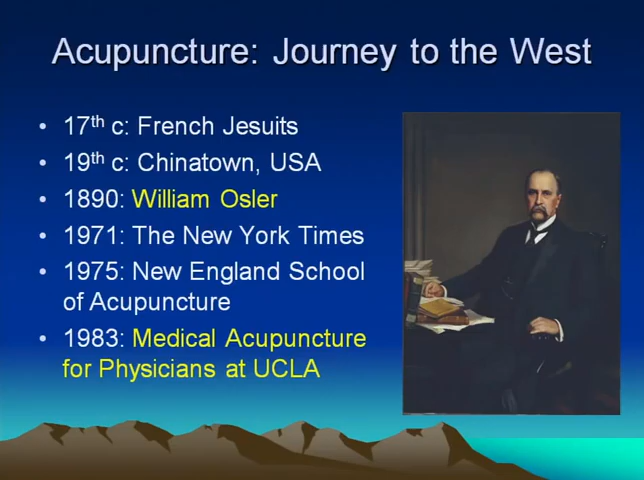 Acupuncture: Journey to the West
• 17th c: French Jesuits
• 19th c: Chinatown, USA
• 1890: William Osler
• 1971: The New York Times
• 1975: New England School
of Acupuncture
• 1983: Medical Acupuncture
for Physicians at UCLA